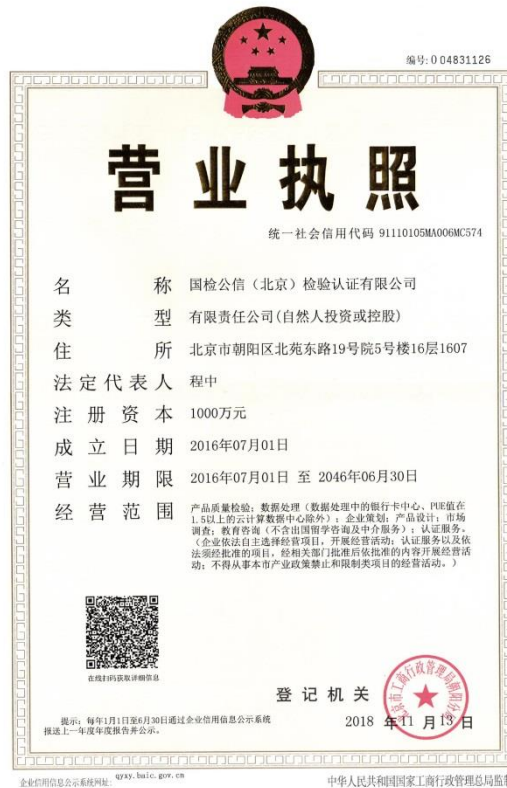 编号: 0 04831126
营业执照
统一社会信用代码 91110105MA006MC574
名称 国检公信（北京）检验认证有限公司
类型 有限责任公司(自然人投资或控股)
住所 北京市朝阳区北苑东路19号院5号楼16层1607
法定代表人 程中
注册资本 1000万元
成立日期 2016年07月01日
营业期限 2016年07月01日 至 2046年06月30日
经营范围 产品质量检验；数据处理（数据处理中的银行卡中心、PUE值在
1.5以上的云计算数据中心除外）；企业策划；产品设计；市场
调查；教育咨询（不含出国留学咨询及中介服务）；认证服务。
（企业依法自主选择经营项目，开展经营活动；认证服务以及依
法须经批准的项目，经相关部门批准后依批准的内容开展经营活
动；不得从事本市产业政策禁止和限制类项目的经营活动。）
在线扫码获取详细信息
登记机关
北京市工商行政管理局朝阳分局
2018 年 11 月 13 日
提示：每年1月1日至6月30日通过企业信用信息公示系统
报送上一年度年度报告并公示。
企业信用信息公示系统网址： qyxy.baic.gov.cn
中华人民共和国国家工商行政管理总局监制